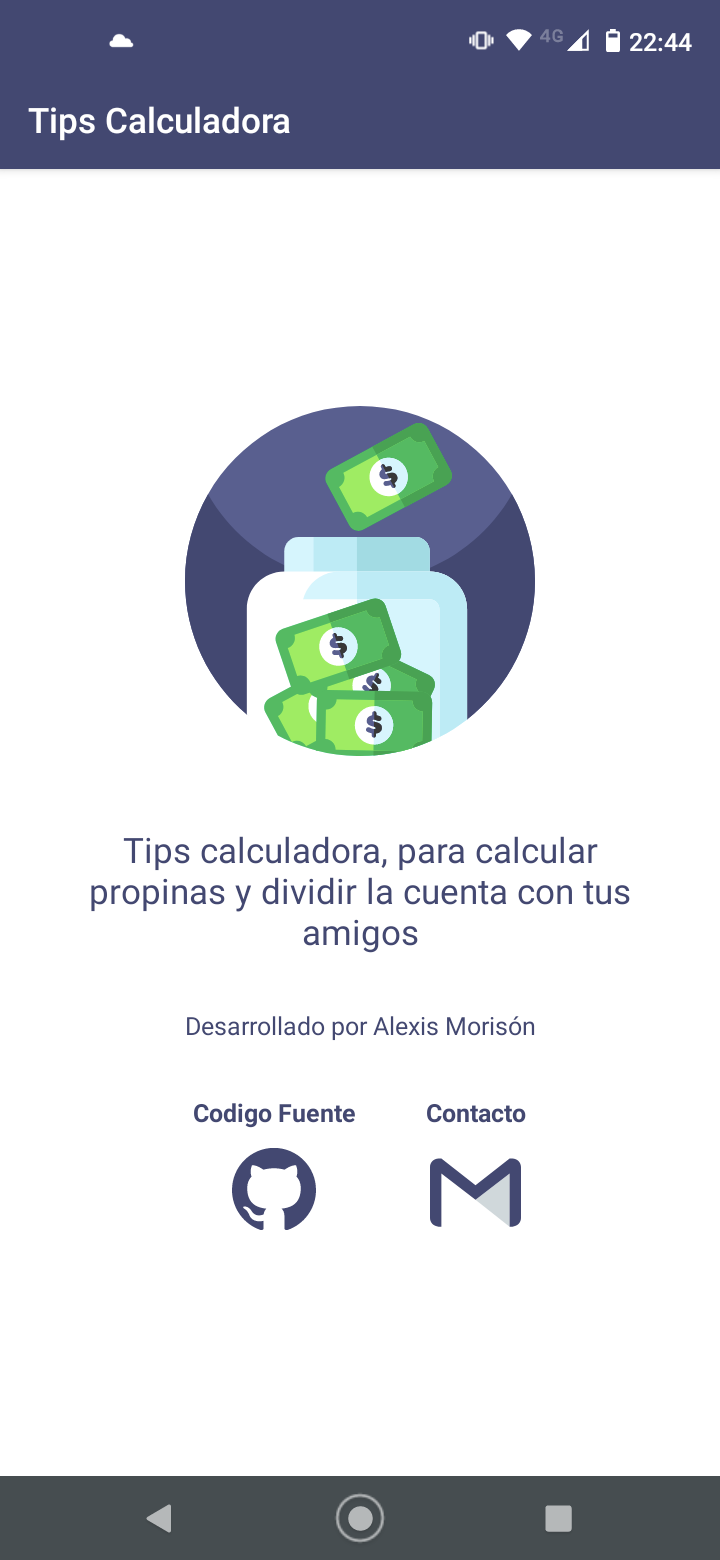 4G 22:44
Tips Calculadora
Tips calculadora, para calcular
propinas y dividir la cuenta con tus
amigos
Desarrollado por Alexis Morisón
Codigo Fuente Contacto